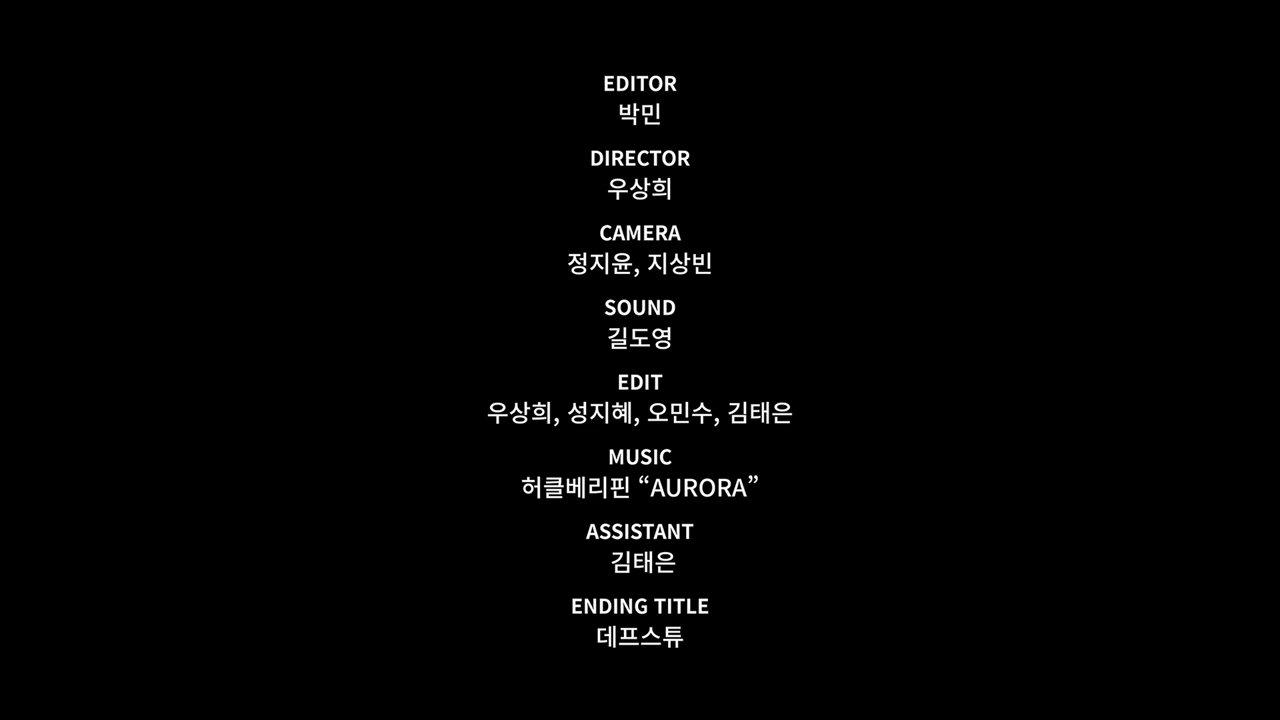 EDITOR
박민
DIRECTOR
우상희
CAMERA
정지윤, 지상빈
SOUND
길도영
EDIT
우상희, 성지혜, 오민수, 김태은
MUSIC
허클베리핀 “AURORA”
ASSISTANT
김태은
ENDING TITLE
데프스튜